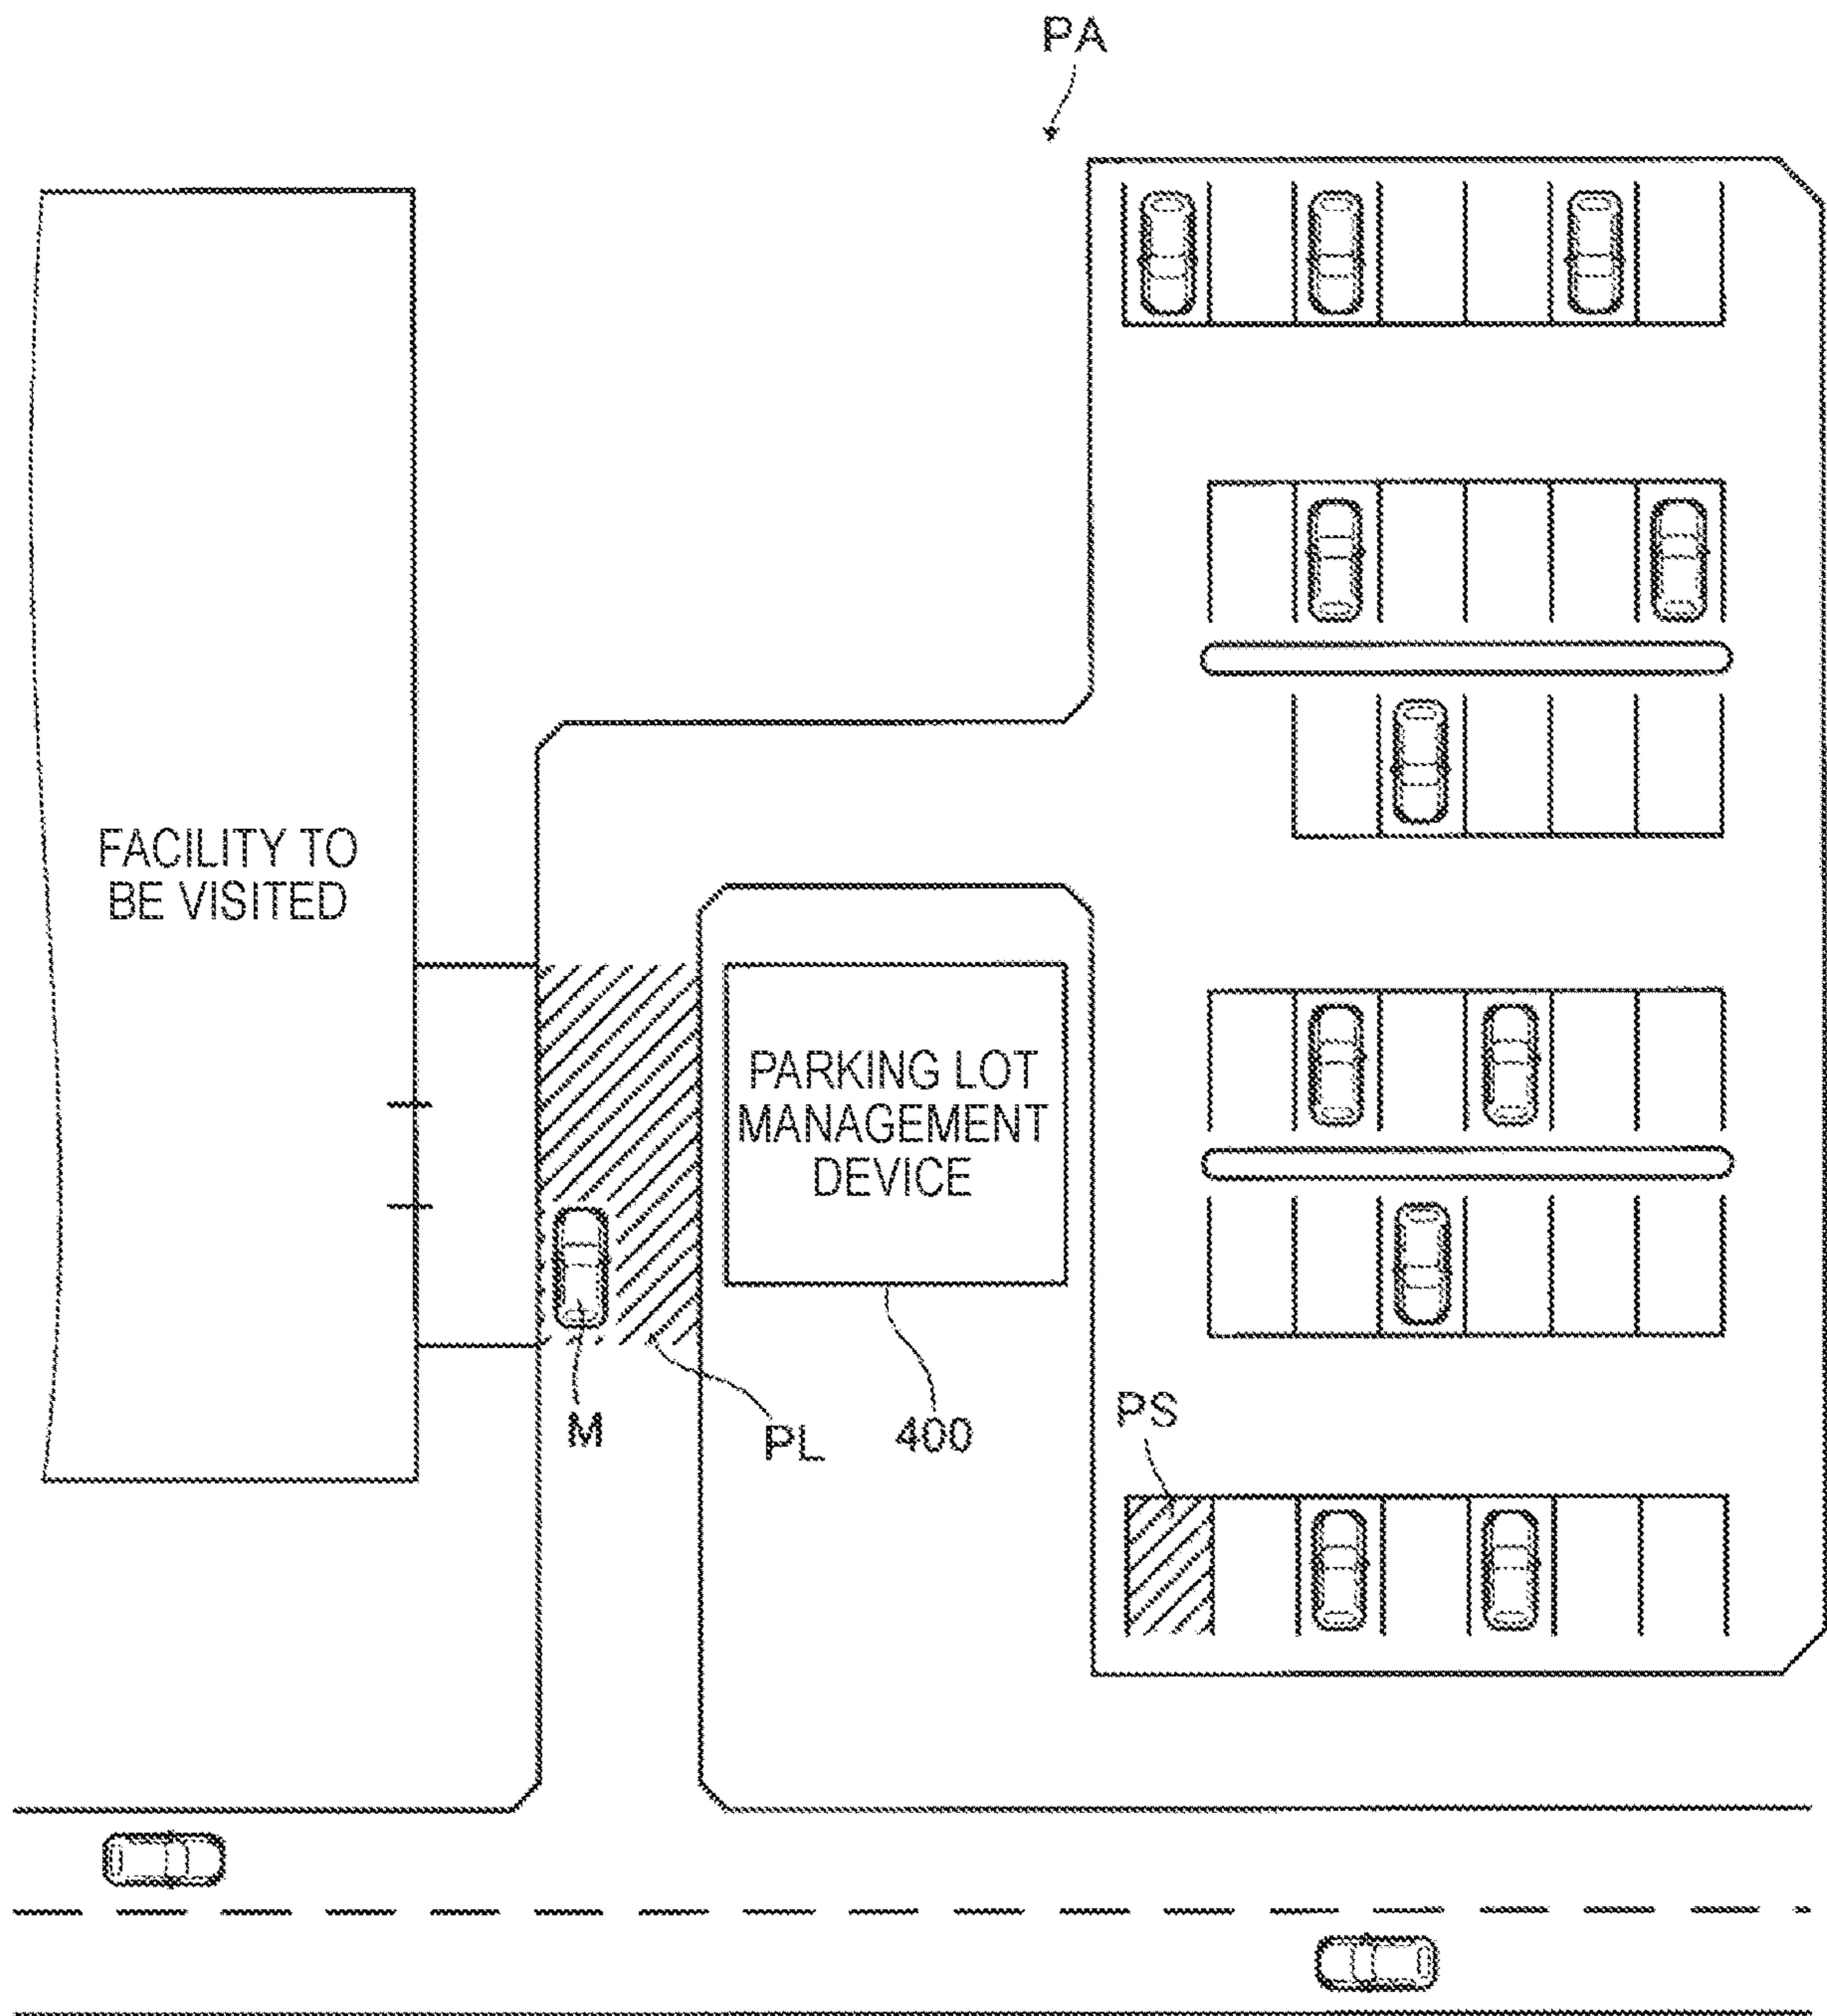 PA
FACILITY TO
BE VISITED
PARKING LOT
MANAGEMENT
DEVICE
M
PL
400
PS